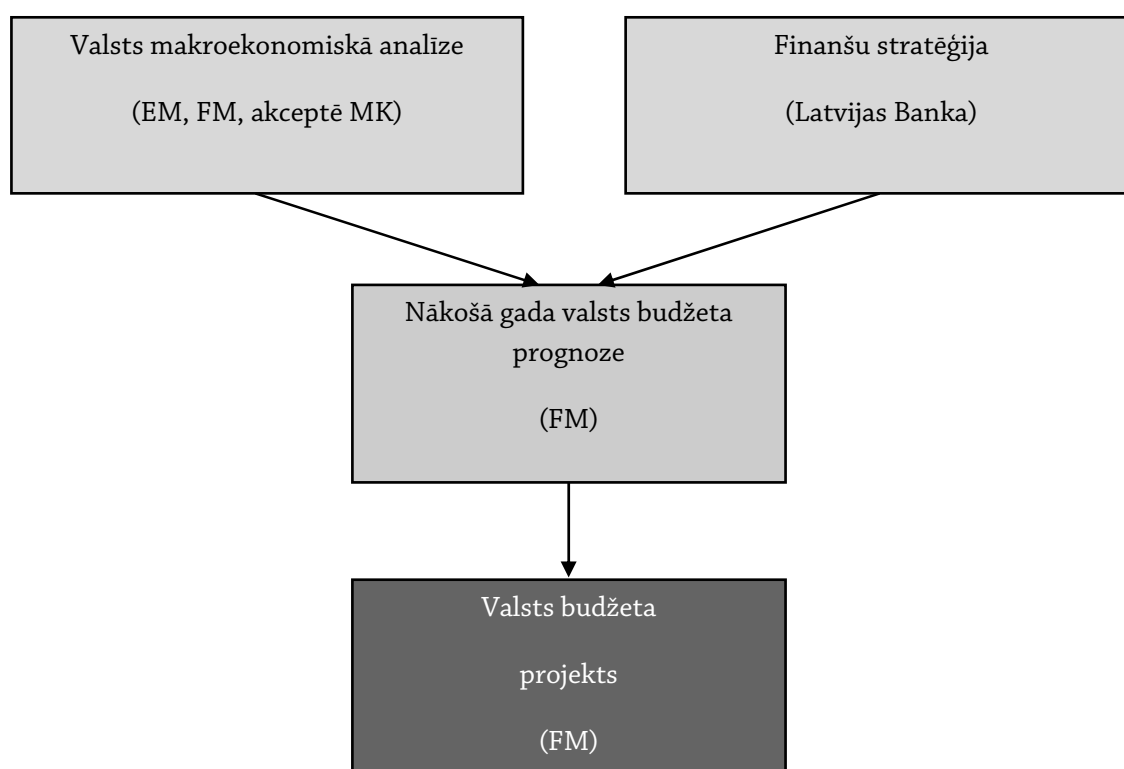 Valsts makroekonomiskā analīze
(EM, FM, akceptē MK)
Finanšu stratēģija
(Latvijas Banka)
Nākošā gada valsts budžeta
prognoze
(FM)
Valsts budžeta
projekts
(FM)